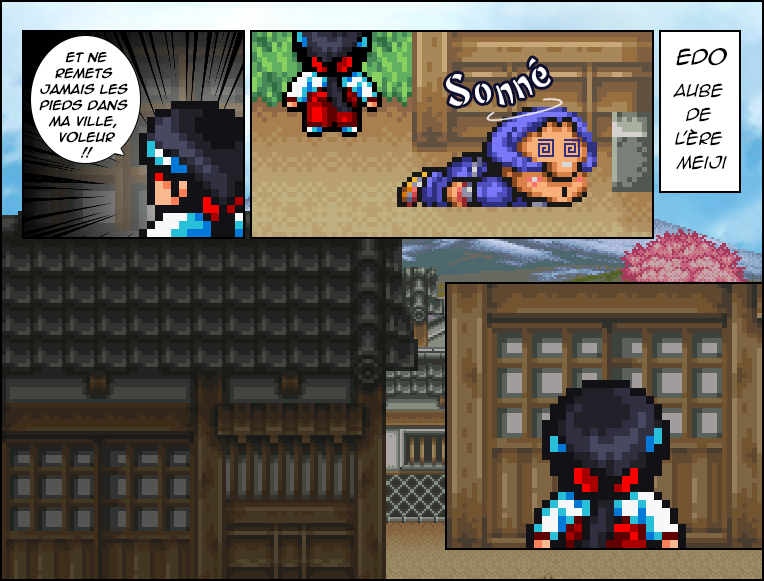 ET NE
REMETS
JAMAIS LES
PIEDS DANS
MA VILLE,
VOLEUR
!!
Sonné
EDO
AUBE
DE
L'ÈRE
MEIJI